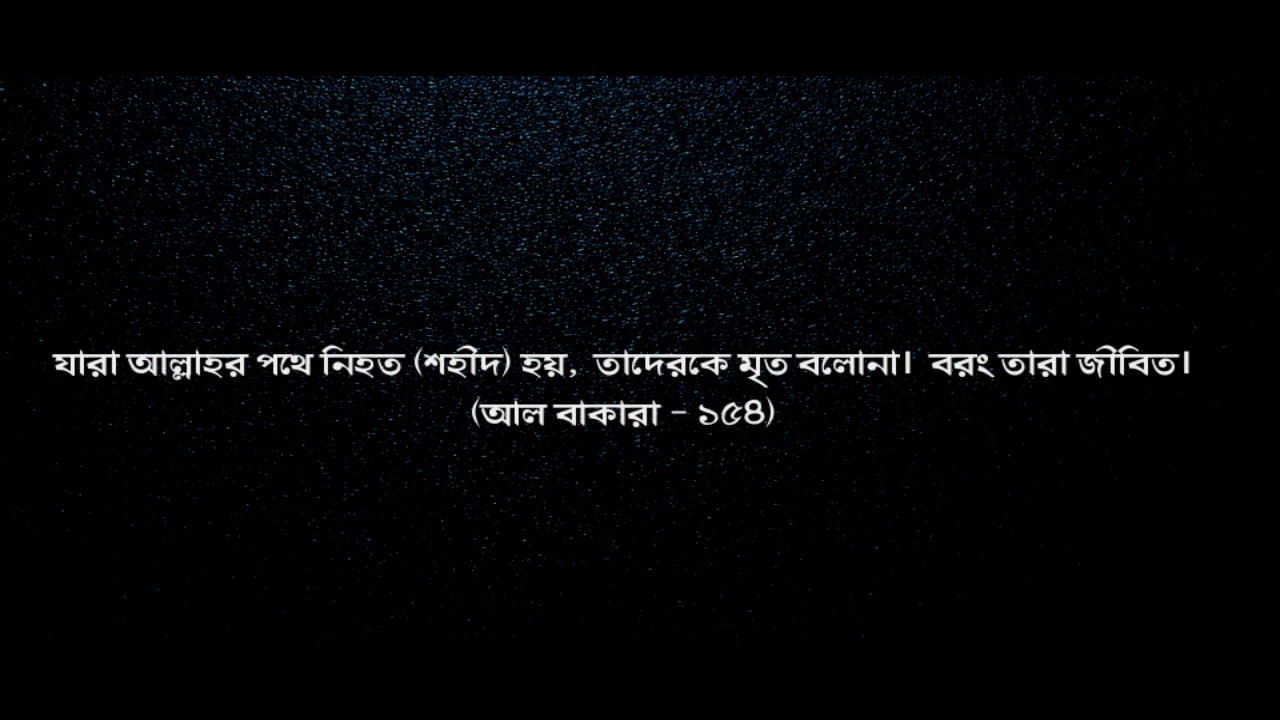 যারা আল্লাহর পথে নিহত (শহীদ) হয়, তাদেরকে মৃত বলোনা। বরং তারা জীবিত।
(আল বাকারা - ১৫৪)